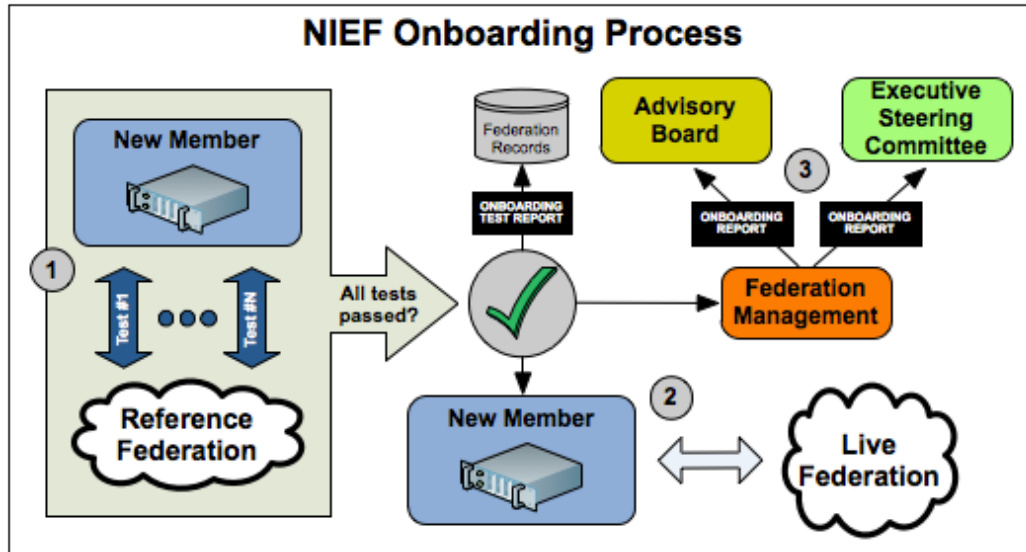 NIEF Onboarding Process
New Member
1
Test #1
Test #N
Reference
Federation
All tests
passed?
Federation
Records
ONBOARDING
TEST REPORT
Advisory
Board
Executive
Steering
Committee
3
ONBOARDING
REPORT
ONBOARDING
REPORT
Federation
Management
New Member
2
Live
Federation